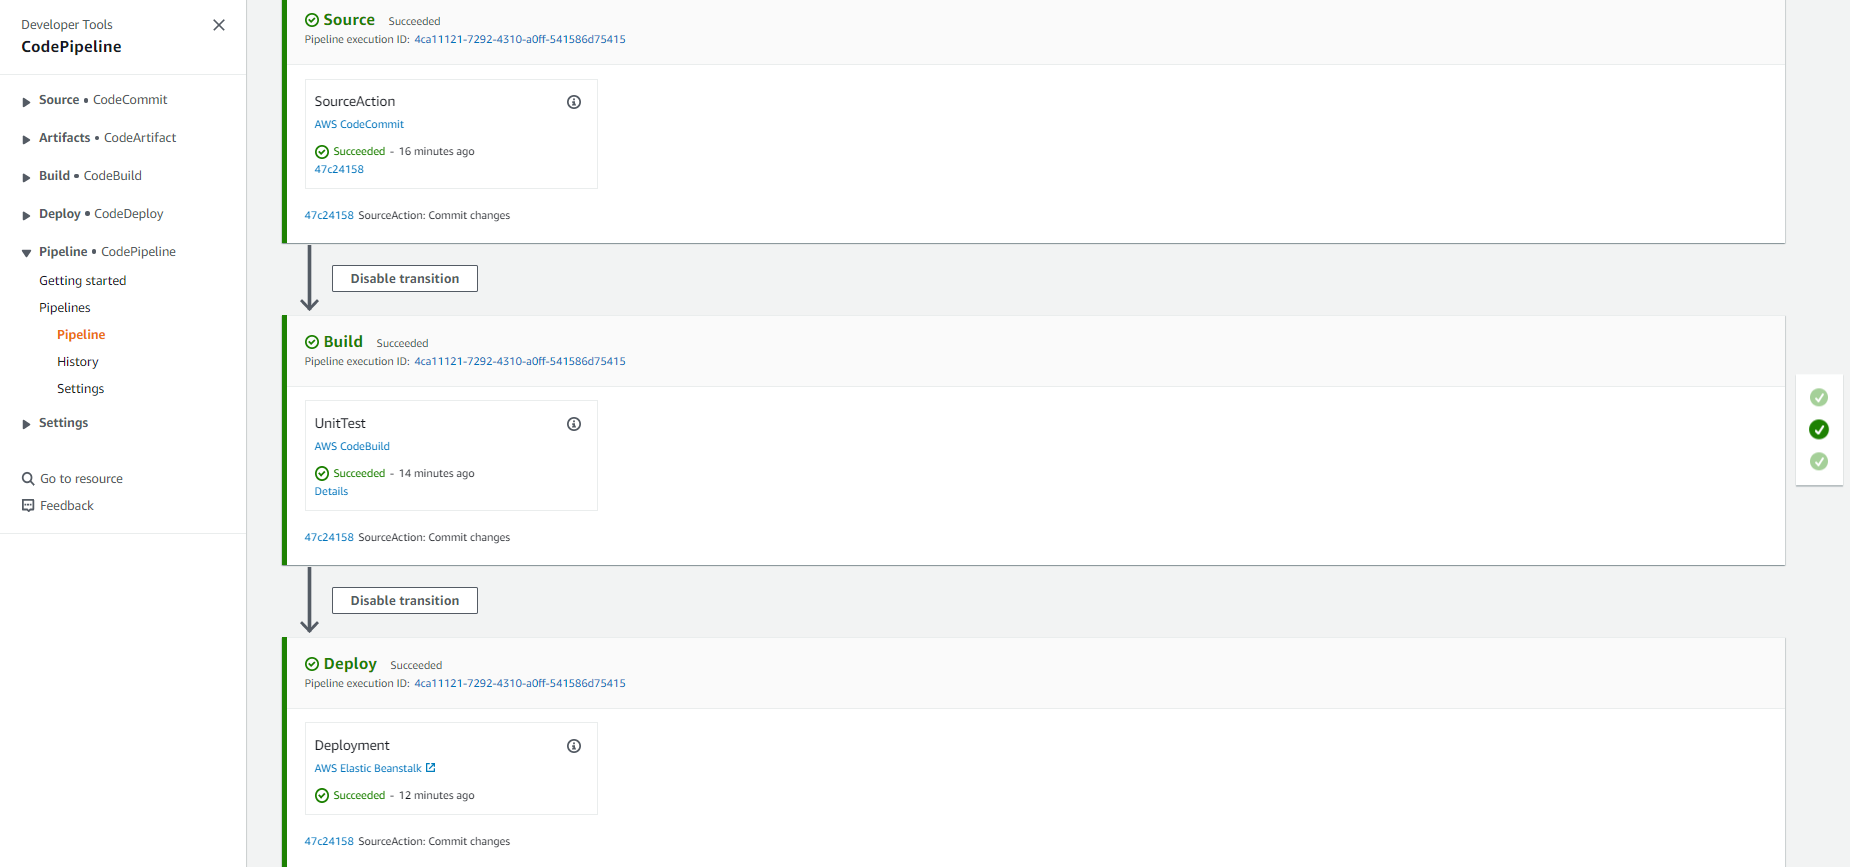 Developer Tools
CodePipeline
Source • CodeCommit
Artifacts • CodeArtifact
Build • CodeBuild
Deploy • CodeDeploy
Pipeline • CodePipeline
Getting started
Pipelines
Pipeline
History
Settings
Settings
Go to resource
Feedback
Source Succeeded
Pipeline execution ID: 4ca11121-7292-4310-a0ff-541586d75415
SourceAction
AWS CodeCommit
Succeeded - 16 minutes ago
47c24158
47c24158 SourceAction: Commit changes
Disable transition
Build Succeeded
Pipeline execution ID: 4ca11121-7292-4310-a0ff-541586d75415
UnitTest
AWS CodeBuild
Succeeded - 14 minutes ago
Details
47c24158 SourceAction: Commit changes
Disable transition
Deploy Succeeded
Pipeline execution ID: 4ca11121-7292-4310-a0ff-541586d75415
Deployment
AWS Elastic Beanstalk
Succeeded - 12 minutes ago
47c24158 SourceAction: Commit changes